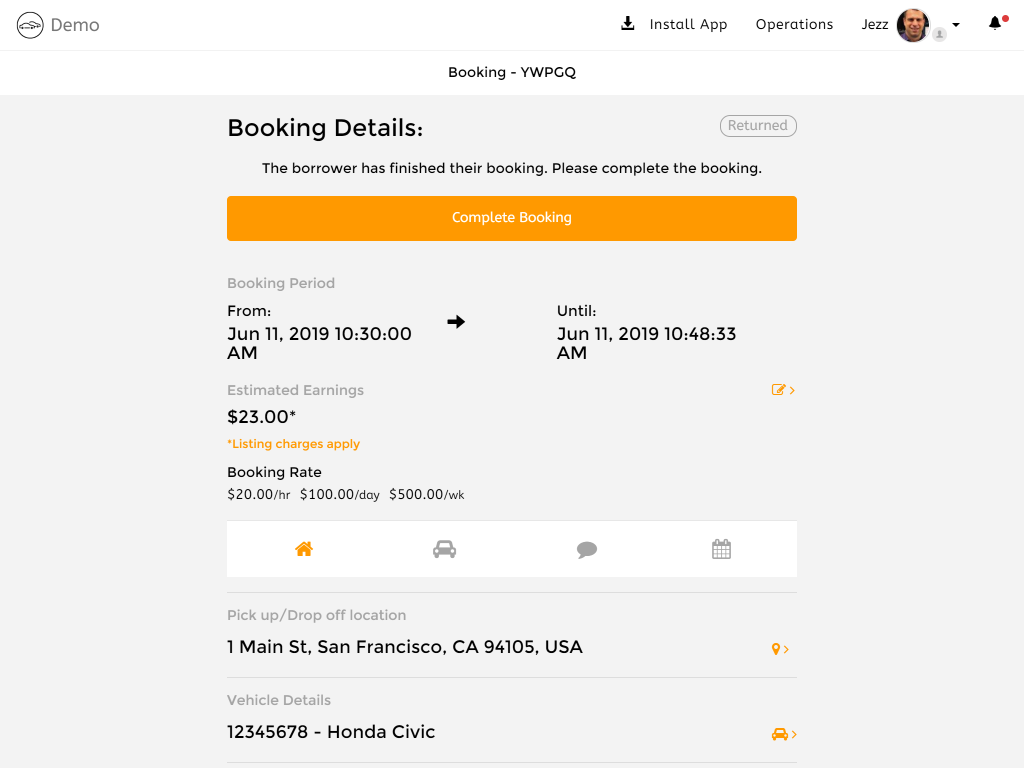 Demo
Install App
Operations
Jezz
Booking - YWPGQ
Booking Details:
Returned
The borrower has finished their booking. Please complete the booking.
Complete Booking
Booking Period
From:
Jun 11, 2019 10:30:00
AM
Until:
Jun 11, 2019 10:48:33
AM
Estimated Earnings
$23.00*
*Listing charges apply
Booking Rate
$20.00/hr $100.00/day $500.00/wk
Pick up/Drop off location
1 Main St, San Francisco, CA 94105, USA
Vehicle Details
12345678 - Honda Civic